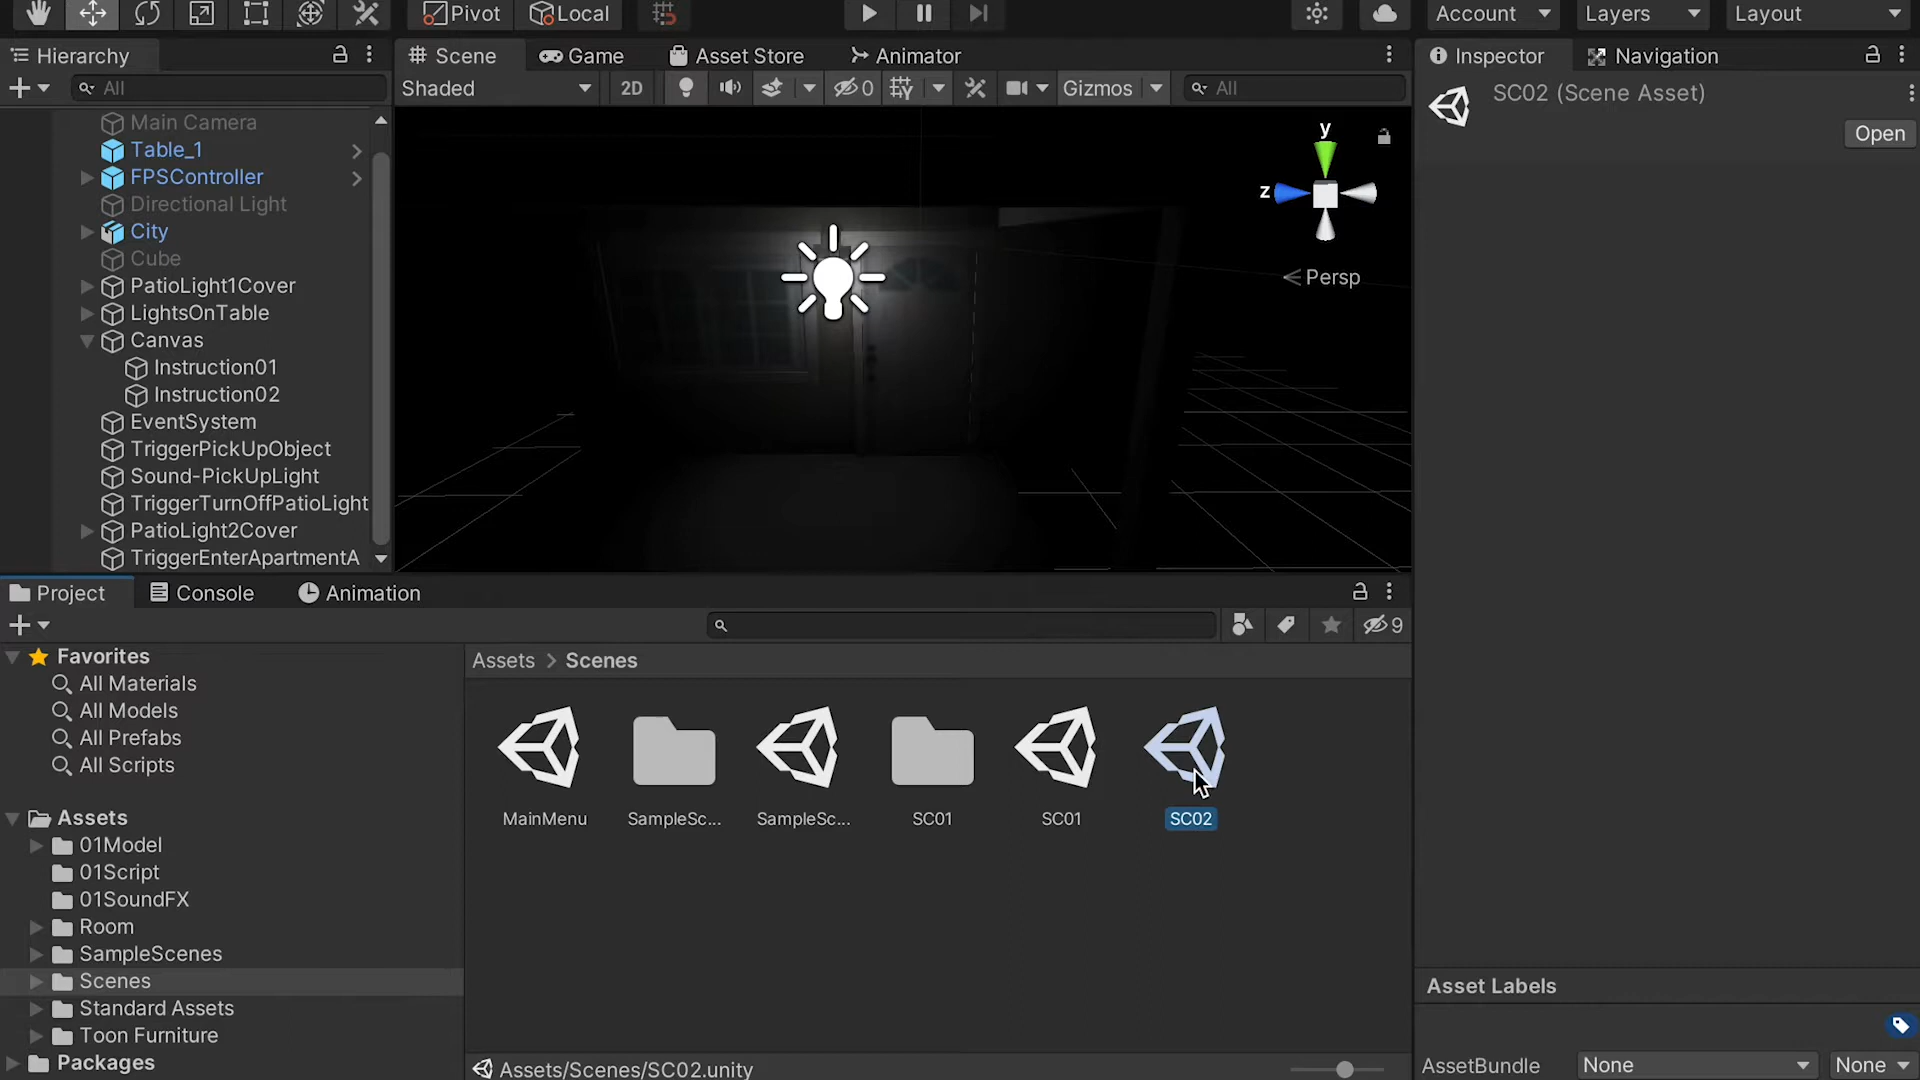 Pivot Local Account Layers Layout
Hierarchy Scene Game Asset Store Animator Inspector Navigation
All Shaded 2D 0 Gizmos All
SC02 (Scene Asset)
Open
Main Camera
Table_1
FPSController
Directional Light
City
Cube
PatioLight1Cover
LightsOnTable
Canvas
Instruction01
Instruction02
EventSystem
TriggerPickUpObject
Sound-PickUpLight
TriggerTurnOffPatioLight
PatioLight2Cover
TriggerEnterApartmentA
y
z
Persp
Project Console Animation
9
Favorites
All Materials
All Models
All Prefabs
All Scripts
Assets
01Model
01Script
01SoundFX
Room
SampleScenes
Scenes
Standard Assets
Toon Furniture
Packages
Assets > Scenes
MainMenu SampleSc... SampleSc... SC01 SC01 SC02
Assets/Scenes/SC02.unity
Asset Labels
AssetBundle None None